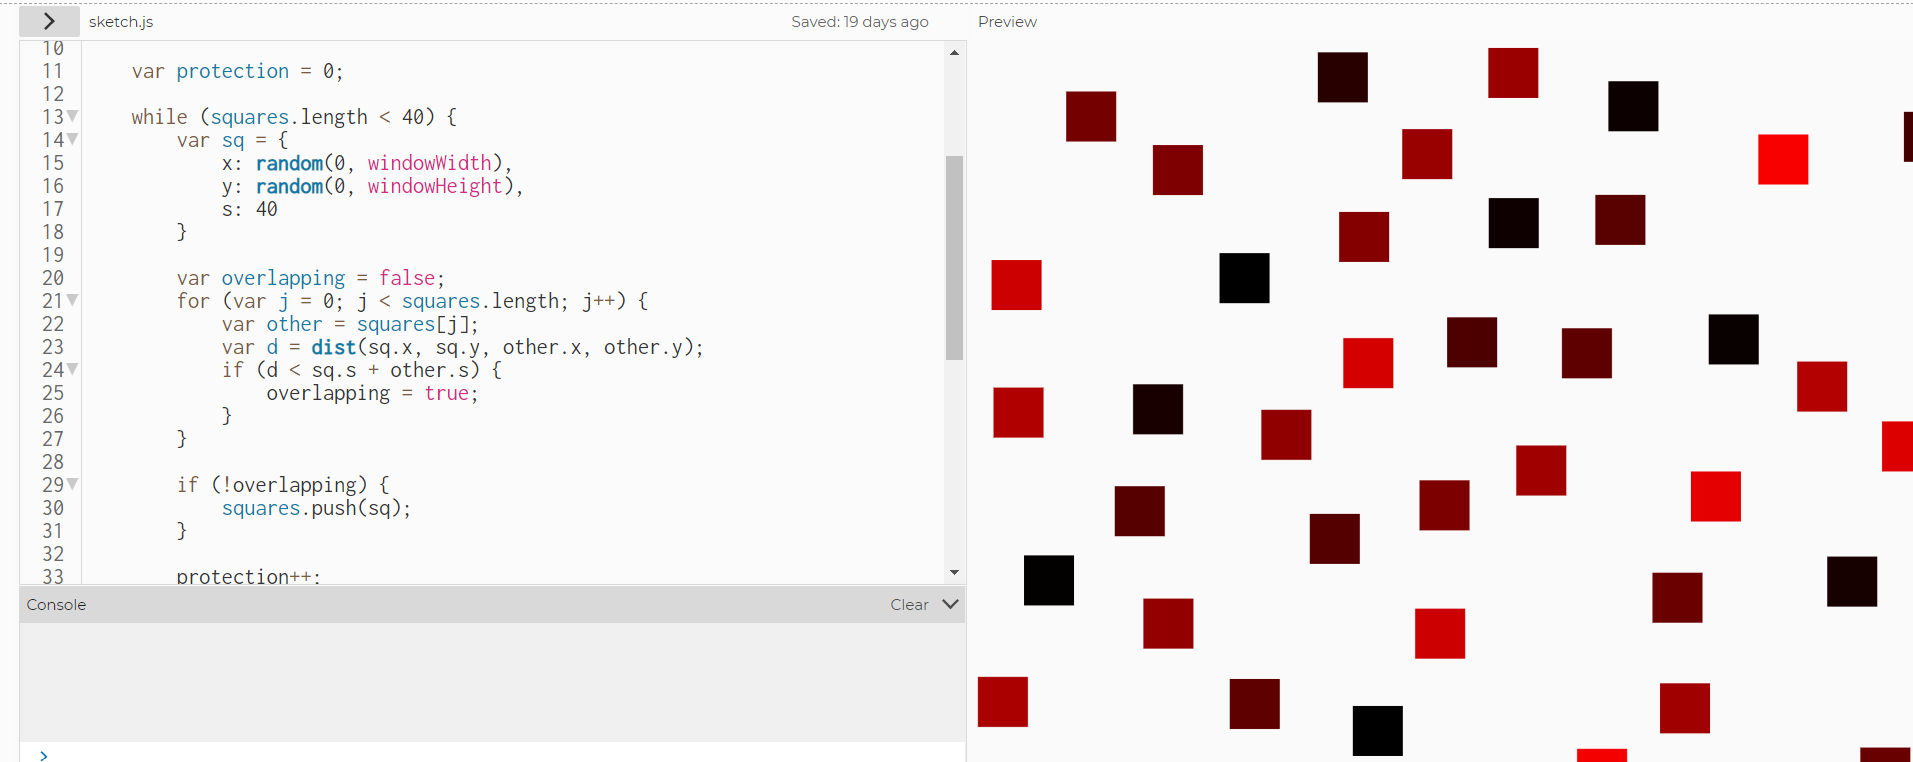 sketch.js Saved: 19 days ago Preview
10
11 var protection = 0;
12
13 while (squares.length < 40) {
14 var sq = {
15 x: random(0, windowWidth),
16 y: random(0, windowHeight),
17 s: 40
18 }
19
20 var overlapping = false;
21 for (var j = 0; j < squares.length; j++) {
22 var other = squares[j];
23 var d = dist(sq.x, sq.y, other.x, other.y);
24 if (d < sq.s + other.s) {
25 overlapping = true;
26 }
27 }
28
29 if (!overlapping) {
30 squares.push(sq);
31 }
32
33 protection++;
Console Clear
>